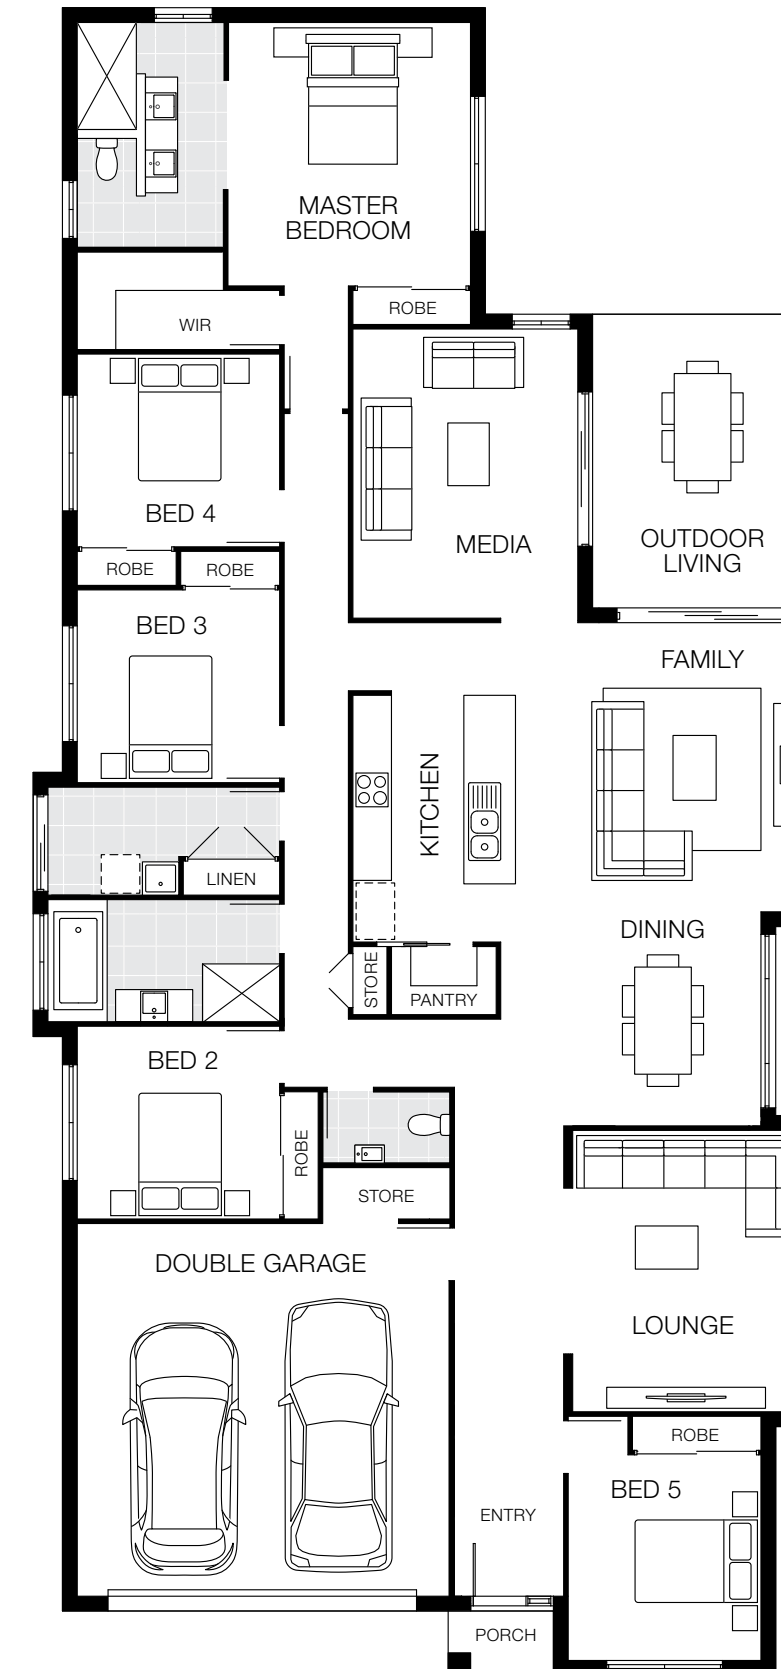 MASTER
BEDROOM
ROBE
WIR
BED 4
MEDIA
OUTDOOR
LIVING
ROBE
ROBE
BED 3
FAMILY
KITCHEN
LINEN
DINING
STORE
PANTRY
BED 2
ROBE
STORE
DOUBLE GARAGE
LOUNGE
ROBE
BED 5
ENTRY
PORCH